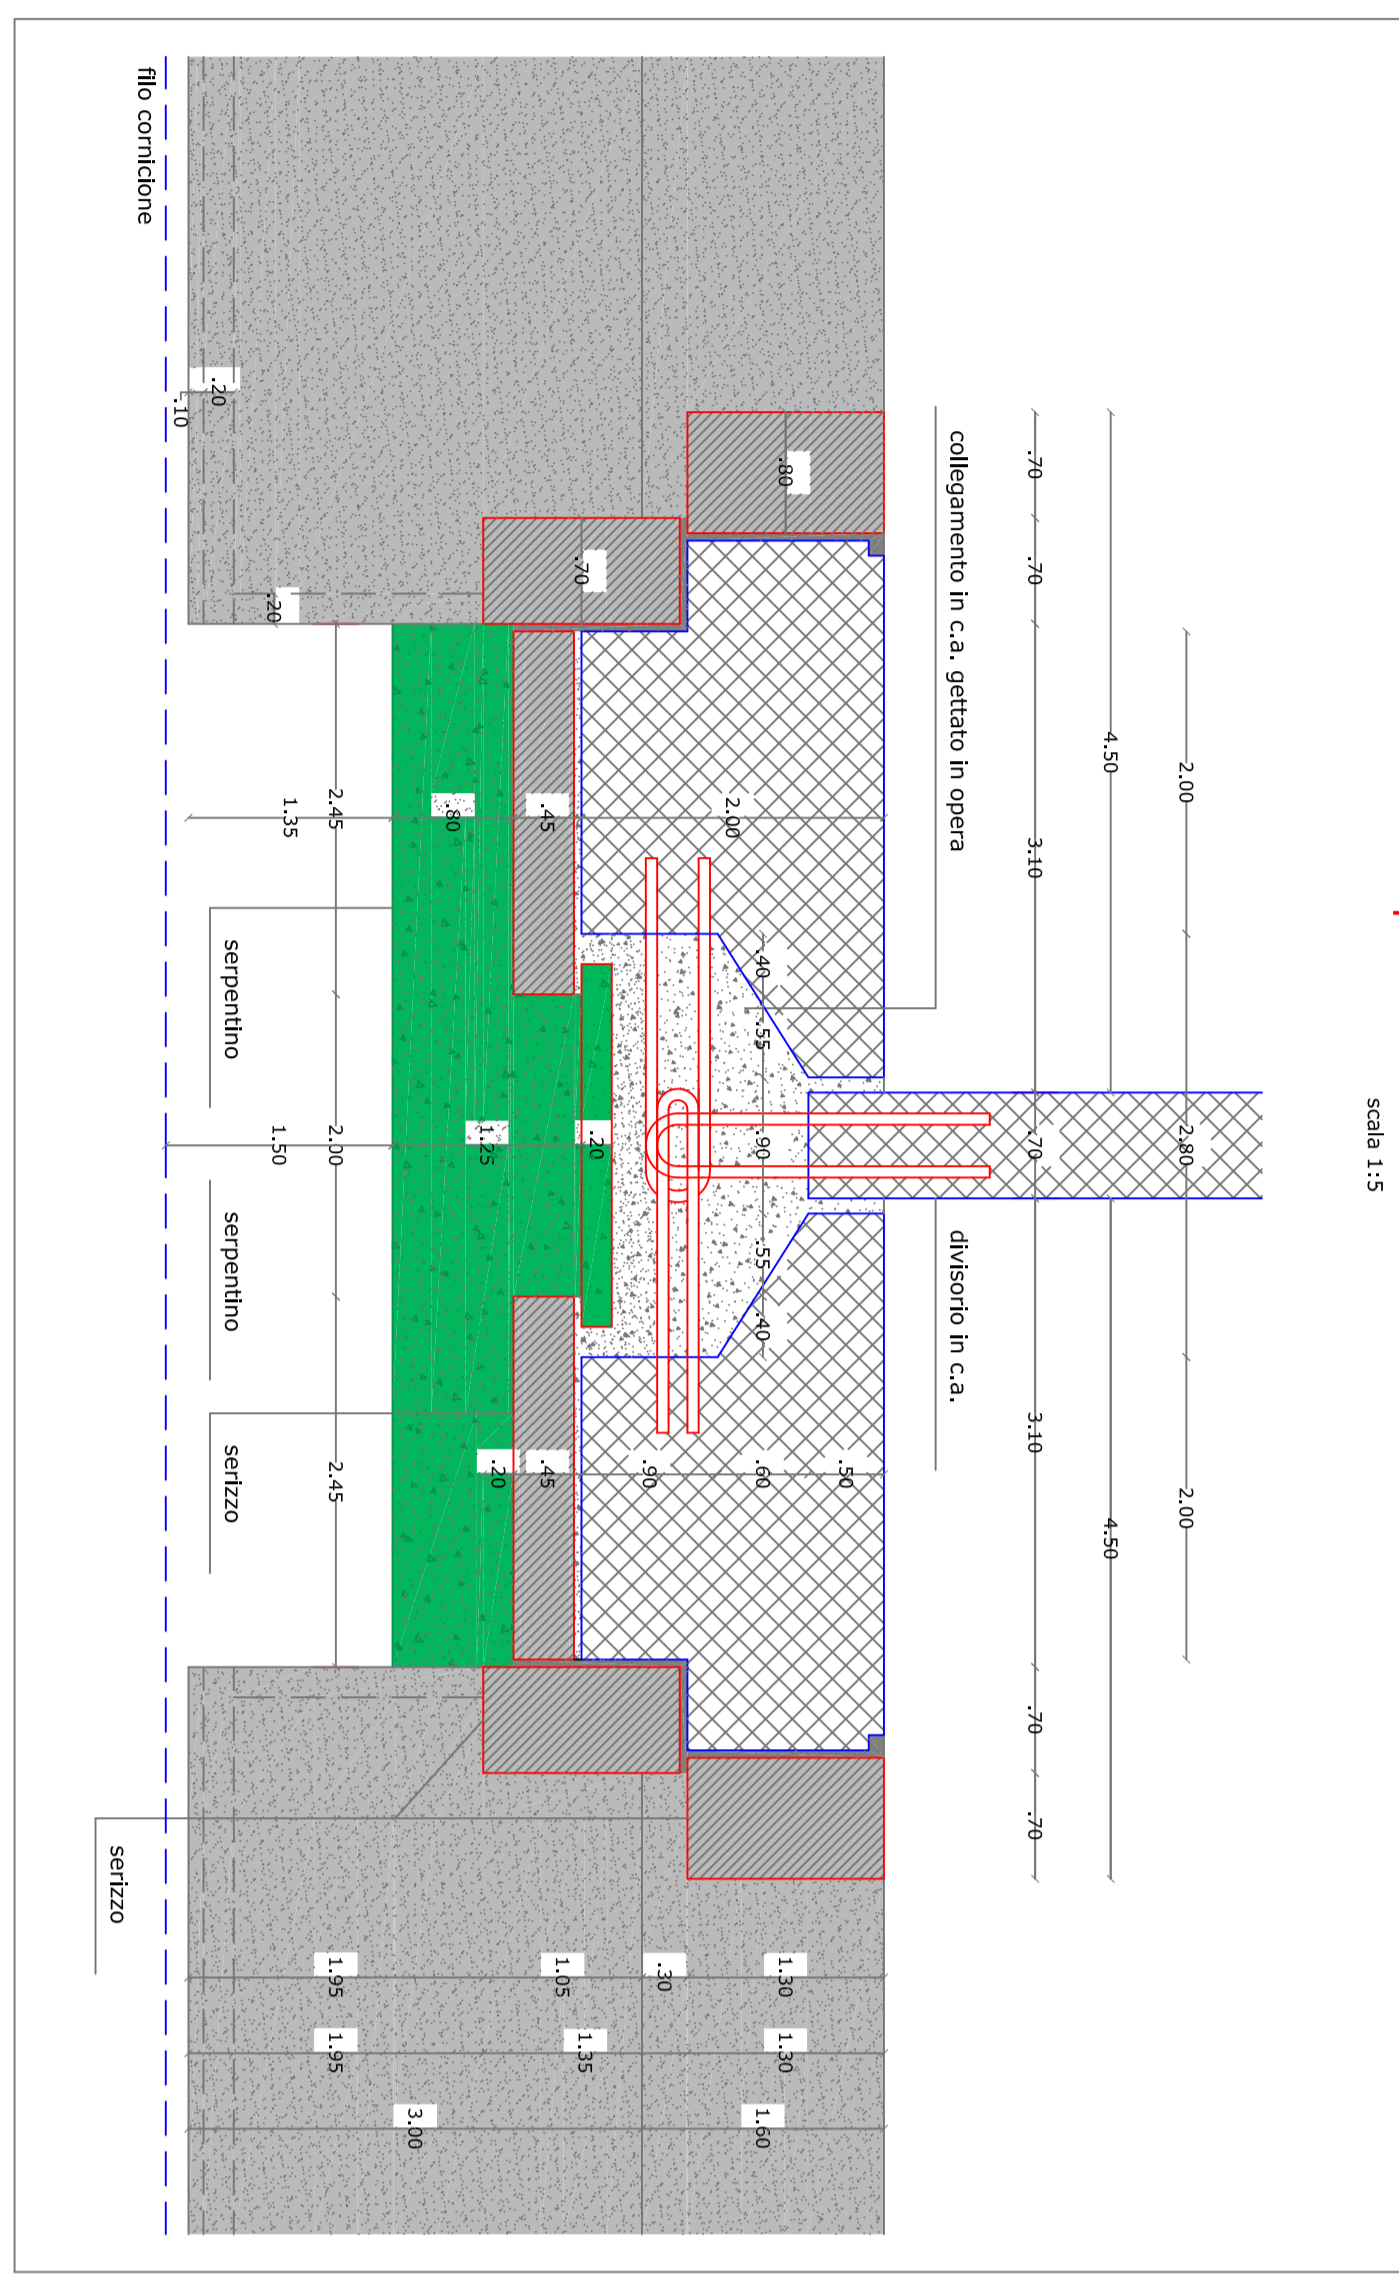 scala 1:5
2.00 2.80 2.00
4.50 4.50
.70 .70 3.10 .70 3.10 .70 .70
collegamento in c.a. gettato in opera
divisorio in c.a.
.50
.80 1.30 1.30
.40 .55 .90 .55 .40 .60 1.60
2.00
.90 .30
.20
.70 1.35
1.05
.45 .45
.20
1.25
.80
3.00
2.45 2.00 2.45 1.95 1.95
1.35
1.50
.20
serpentino
serpentino
serizzo
.20
.10
filo cornicione
serizzo